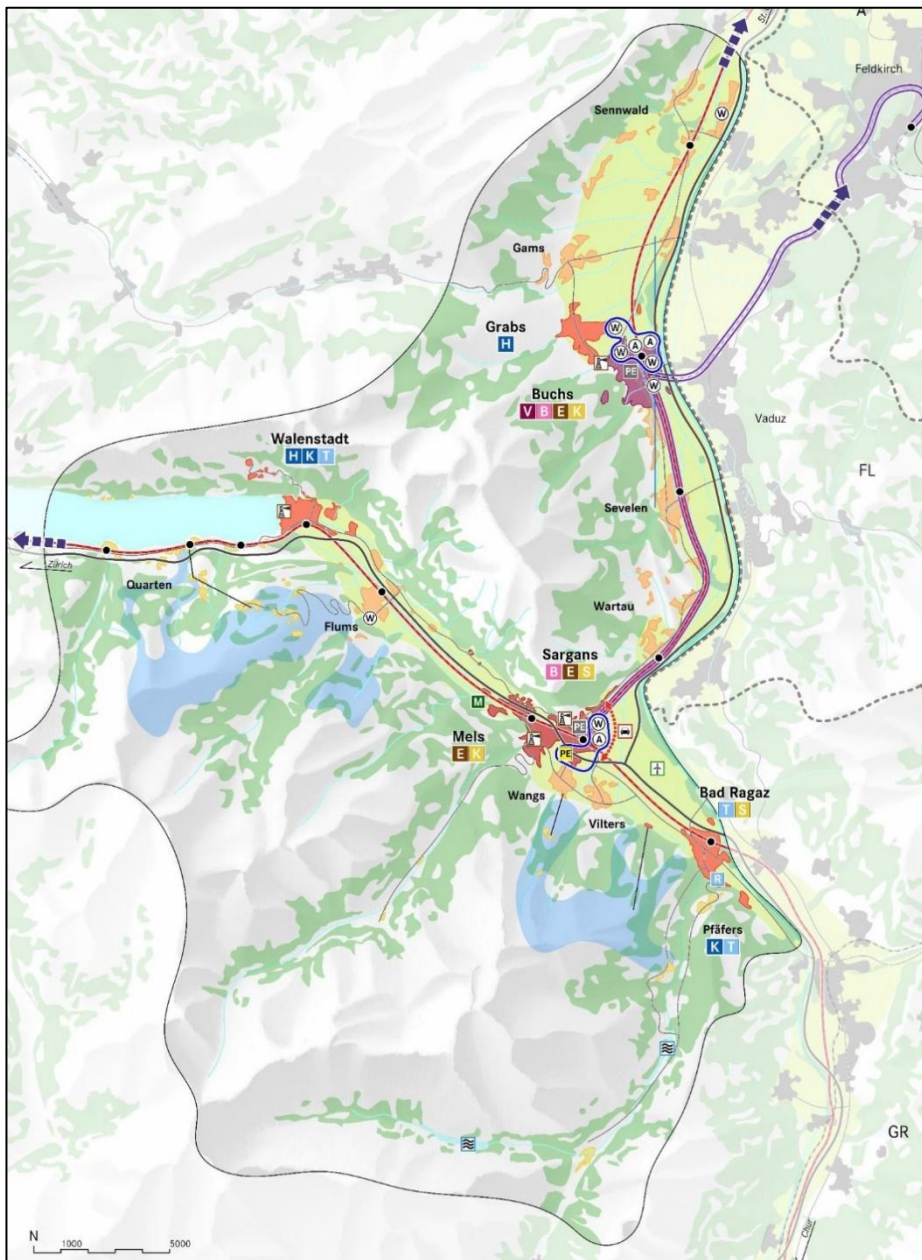 A
Feldkirch
Sennwald
W
Gams
Grabs
H
W
A A
W W
PE
W
Buchs
V B E K
Vaduz
FL
Walenstadt
H K T
Sevelen
Zürich
Quarten
Flums
W
Wartau
Sargans
B E S
M
PE
W
A
Mels
E K
PE
Wangs
Vilters
Bad Ragaz
T S
R
Pfäfers
K T
GR
Chur
N
1000 5000